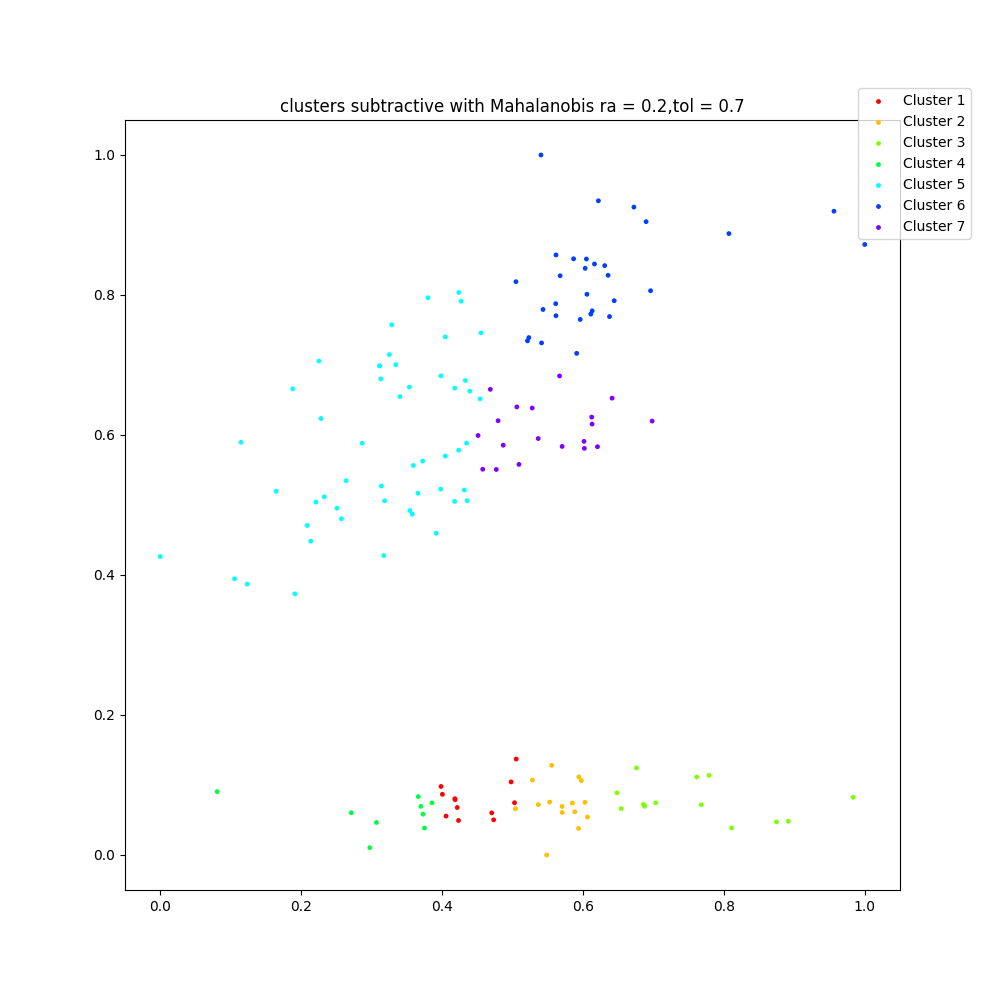 clusters subtractive with Mahalanobis ra = 0.2,tol = 0.7
Cluster 1
Cluster 2
Cluster 3
Cluster 4
Cluster 5
Cluster 6
Cluster 7
1.0
0.8
0.6
0.4
0.2
0.0
0.0 0.2 0.4 0.6 0.8 1.0